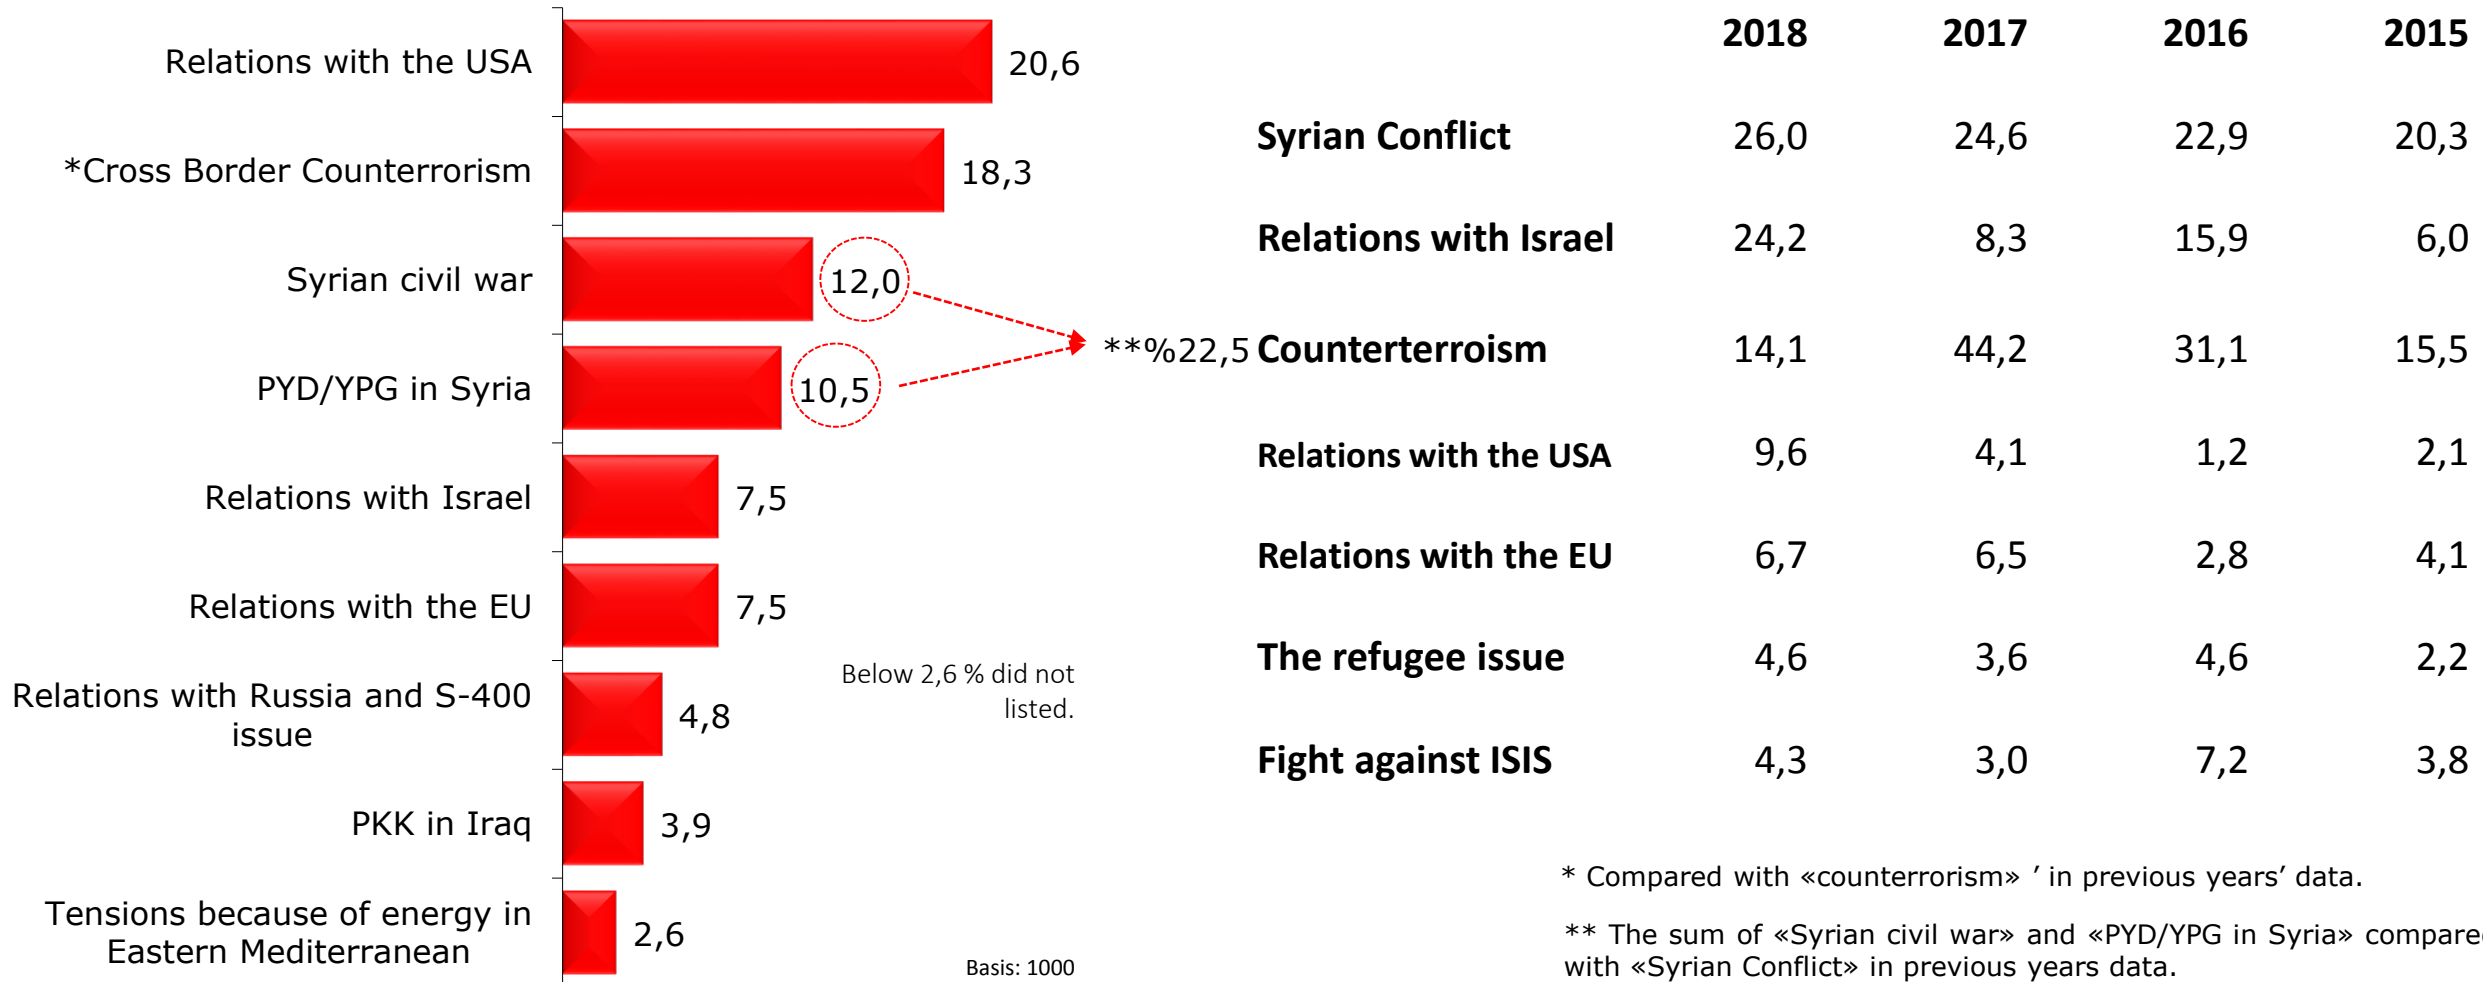 Relations with the USA
20,6
*Cross Border Counterrorism
18,3
Syrian civil war
12,0
PYD/YPG in Syria
10,5
**%22,5
Relations with Israel
7,5
Relations with the EU
7,5
Relations with Russia and S-400
issue
4,8
PKK in Iraq
3,9
Tensions because of energy in
Eastern Mediterranean
2,6
Below 2,6 % did not
listed.
Basis: 1000
2018 2017 2016 2015
Syrian Conflict 26,0 24,6 22,9 20,3
Relations with Israel 24,2 8,3 15,9 6,0
Counterterroism 14,1 44,2 31,1 15,5
Relations with the USA 9,6 4,1 1,2 2,1
Relations with the EU 6,7 6,5 2,8 4,1
The refugee issue 4,6 3,6 4,6 2,2
Fight against ISIS 4,3 3,0 7,2 3,8
* Compared with «counterrorism» ’ in previous years’ data.
** The sum of «Syrian civil war» and «PYD/YPG in Syria» compared
with «Syrian Conflict» in previous years data.